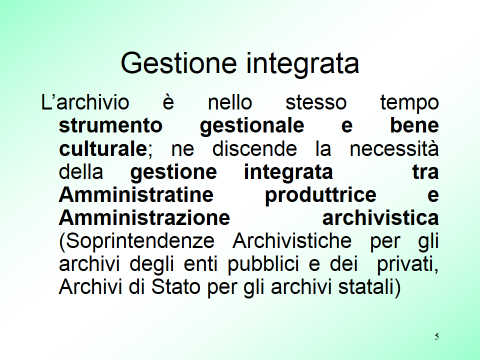 Gestione integrata
L’archivio è nello stesso tempo
strumento gestionale e bene
culturale; ne discende la necessità
della gestione integrata tra
Amministratine produttrice e
Amministrazione archivistica
(Soprintendenze Archivistiche per gli
archivi degli enti pubblici e dei privati,
Archivi di Stato per gli archivi statali)
5